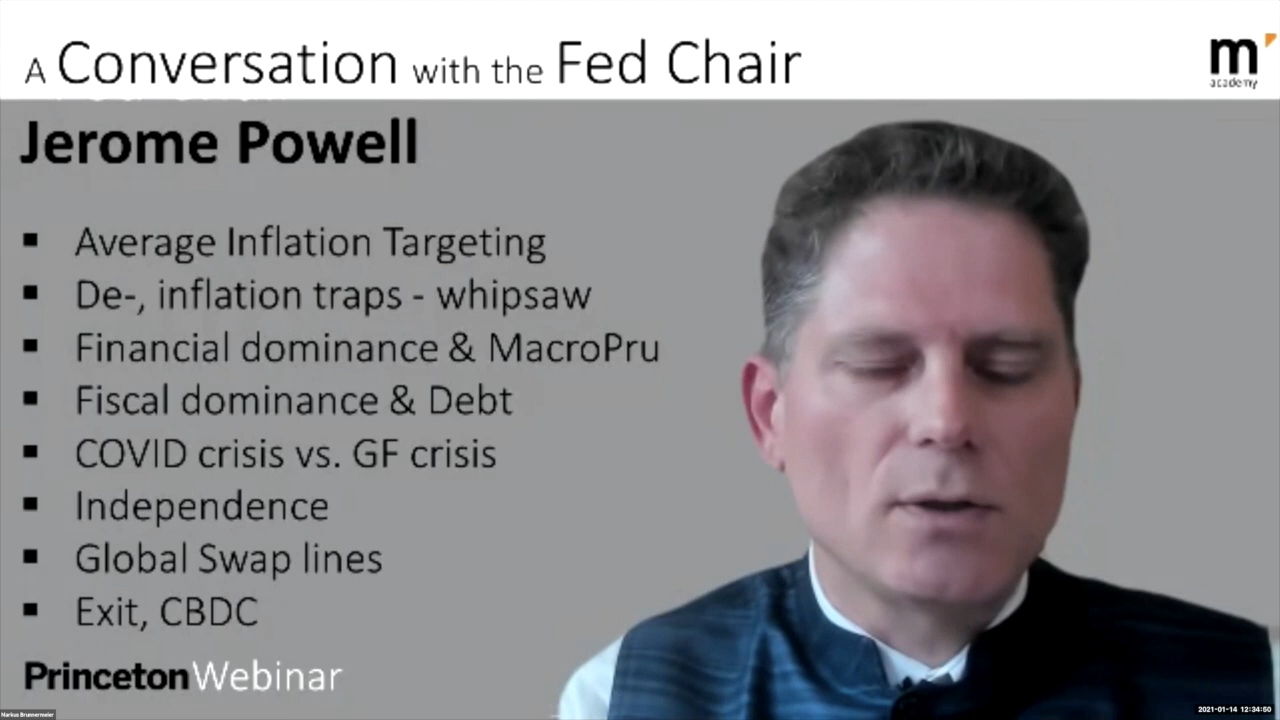 A Conversation with the Fed Chair
m'
academy
Jerome Powell
▪ Average Inflation Targeting
▪ De-, inflation traps - whipsaw
▪ Financial dominance & MacroPru
▪ Fiscal dominance & Debt
▪ COVID crisis vs. GF crisis
▪ Independence
▪ Global Swap lines
▪ Exit, CBDC
Princeton Webinar
Markus Brunnermeier
2021-01-14 12:34:50